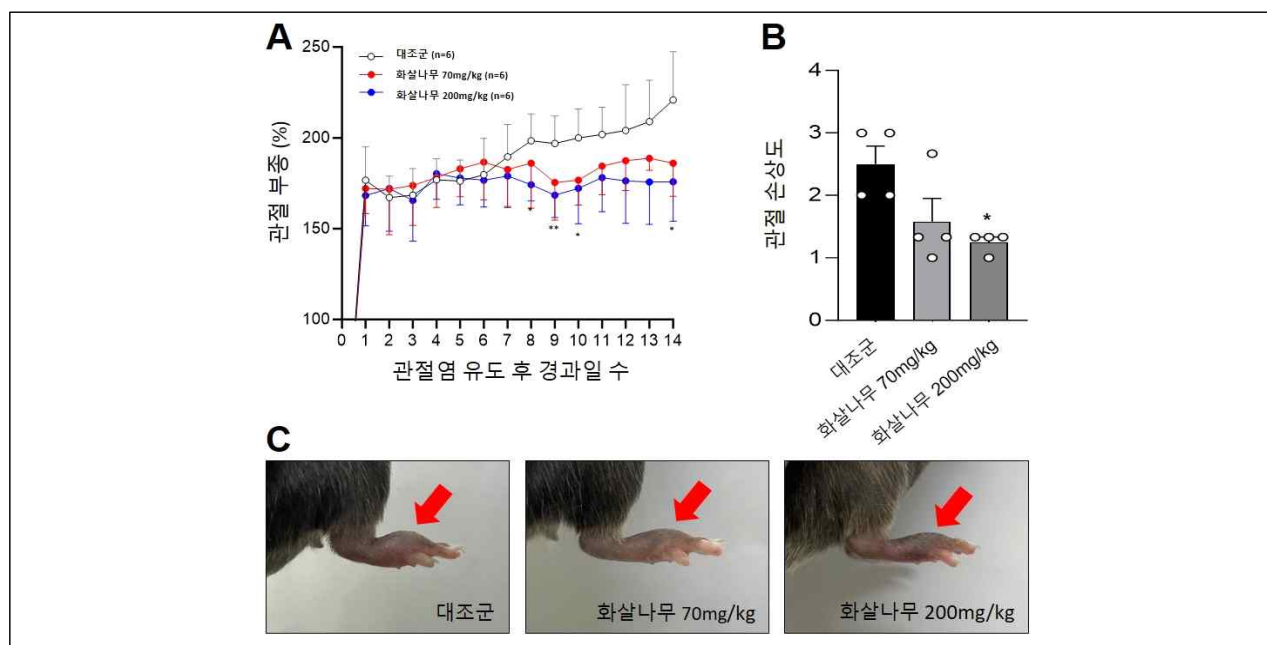 A
250
200
150
100
관절 부종 (%)
대조군 (n=6)
화살나무 70mg/kg (n=6)
화살나무 200mg/kg (n=6)
*
**
*
*
0 1 2 3 4 5 6 7 8 9 10 11 12 13 14
관절염 유도 후 경과일 수
B
4
3
2
1
0
관절 손상도
*
대조군
화살나무 70mg/kg
화살나무 200mg/kg
C
대조군
화살나무 70mg/kg
화살나무 200mg/kg